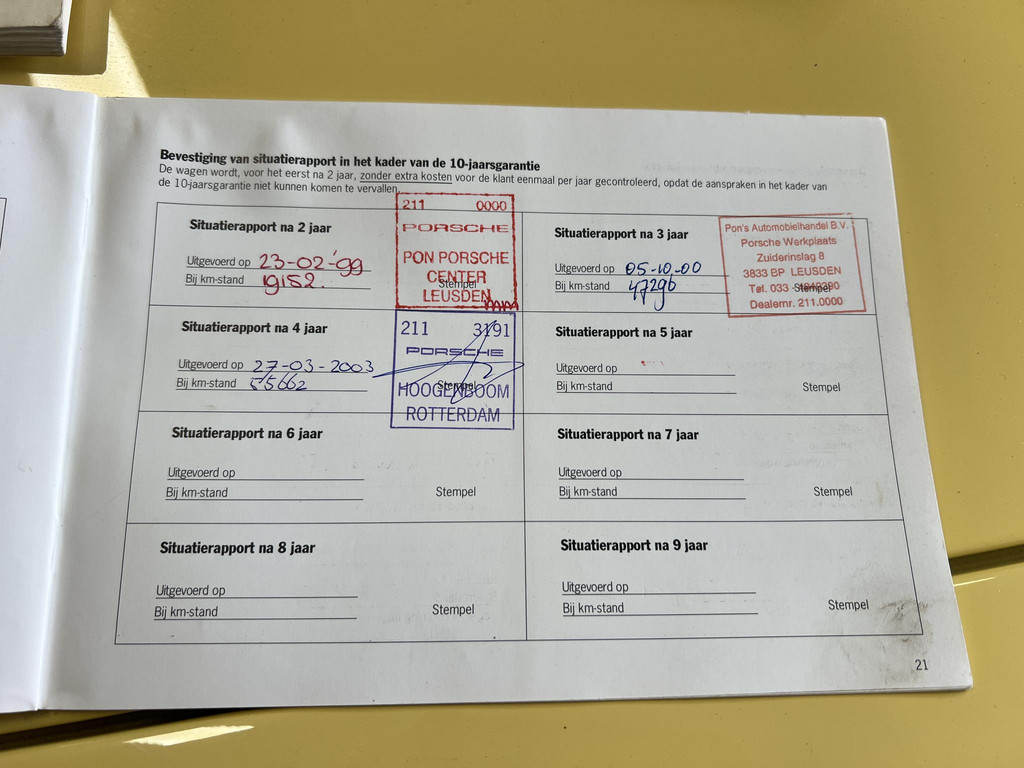 Bevestiging van situatierapport in het kader van de 10-jaarsgarantie
De wagen wordt, voor het eerst na 2 jaar, zonder extra kosten voor de klant eenmaal per jaar gecontroleerd, opdat de aanspraken in het kader van
de 10-jaarsgarantie niet kunnen komen te vervallen.
Situatierapport na 2 jaar
Uitgevoerd op 23-02-'99
Bij km-stand 19152.
Stempel
211 0000
PORSCHE
PON PORSCHE
CENTER
LEUSDEN
Situatierapport na 3 jaar
Uitgevoerd op 05-10-00
Bij km-stand 47296
Stempel
Pon's Automobielhandel B.V.
Porsche Werkplaats
Zuiderinslag 8
3833 BP LEUSDEN
Tel. 033
Dealernr. 211.0000
Situatierapport na 4 jaar
Uitgevoerd op 27-03-2003
Bij km-stand 55662
Stempel
211 3191
PORSCHE
HOOGENBOOM
ROTTERDAM
Situatierapport na 5 jaar
Uitgevoerd op
Bij km-stand
Stempel
Situatierapport na 6 jaar
Uitgevoerd op
Bij km-stand
Stempel
Situatierapport na 7 jaar
Uitgevoerd op
Bij km-stand
Stempel
Situatierapport na 8 jaar
Uitgevoerd op
Bij km-stand
Stempel
Situatierapport na 9 jaar
Uitgevoerd op
Bij km-stand
Stempel
21